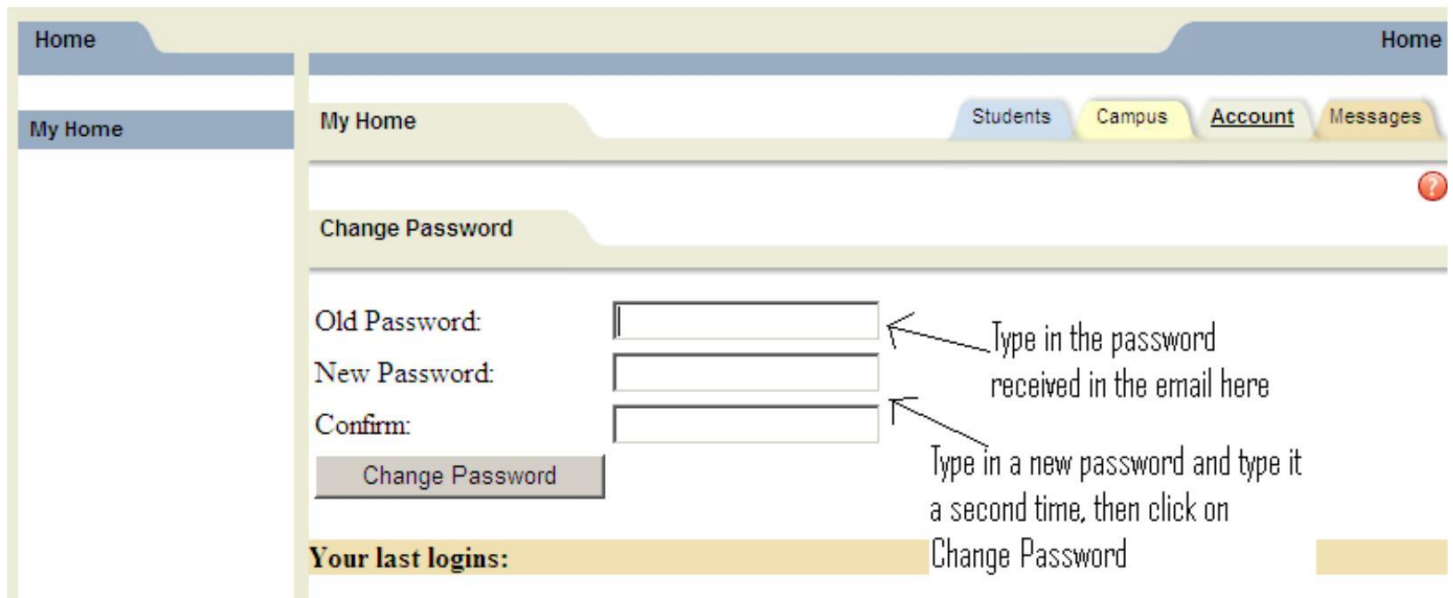 Home
Home
My Home
My Home
Students
Campus
Account
Messages
?
Change Password
Old Password:
Type in the password
received in the email here
New Password:
Confirm:
Type in a new password and type it
a second time, then click on
Change Password
Change Password
Your last logins: